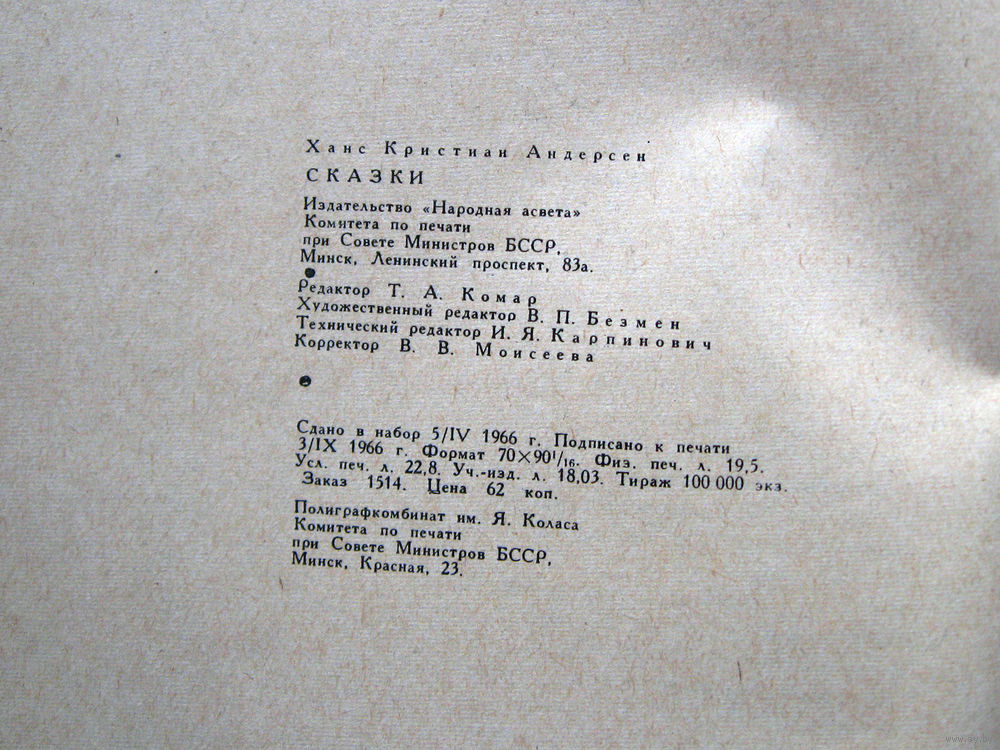 Ханс Кристиан Андерсен
СКАЗКИ
Издательство «Народная асвета»
Комитета по печати
при Совете Министров БССР,
Минск, Ленинский проспект, 83а.
Редактор Т. А. Комар
Художественный редактор В. П. Безмен
Технический редактор И. Я. Карпинович
Корректор В. В. Моисеева
Сдано в набор 5/IV 1966 г. Подписано к печати
3/IX 1966 г. Формат 70×90¹/₁₆. Физ. печ. л. 19,5.
Усл. печ. л. 22,8. Уч.-изд. л. 18,03. Тираж 100 000 экз.
Заказ 1514. Цена 62 коп.
Полиграфкомбинат им. Я. Коласа
Комитета по печати
при Совете Министров БССР,
Минск, Красная, 23.